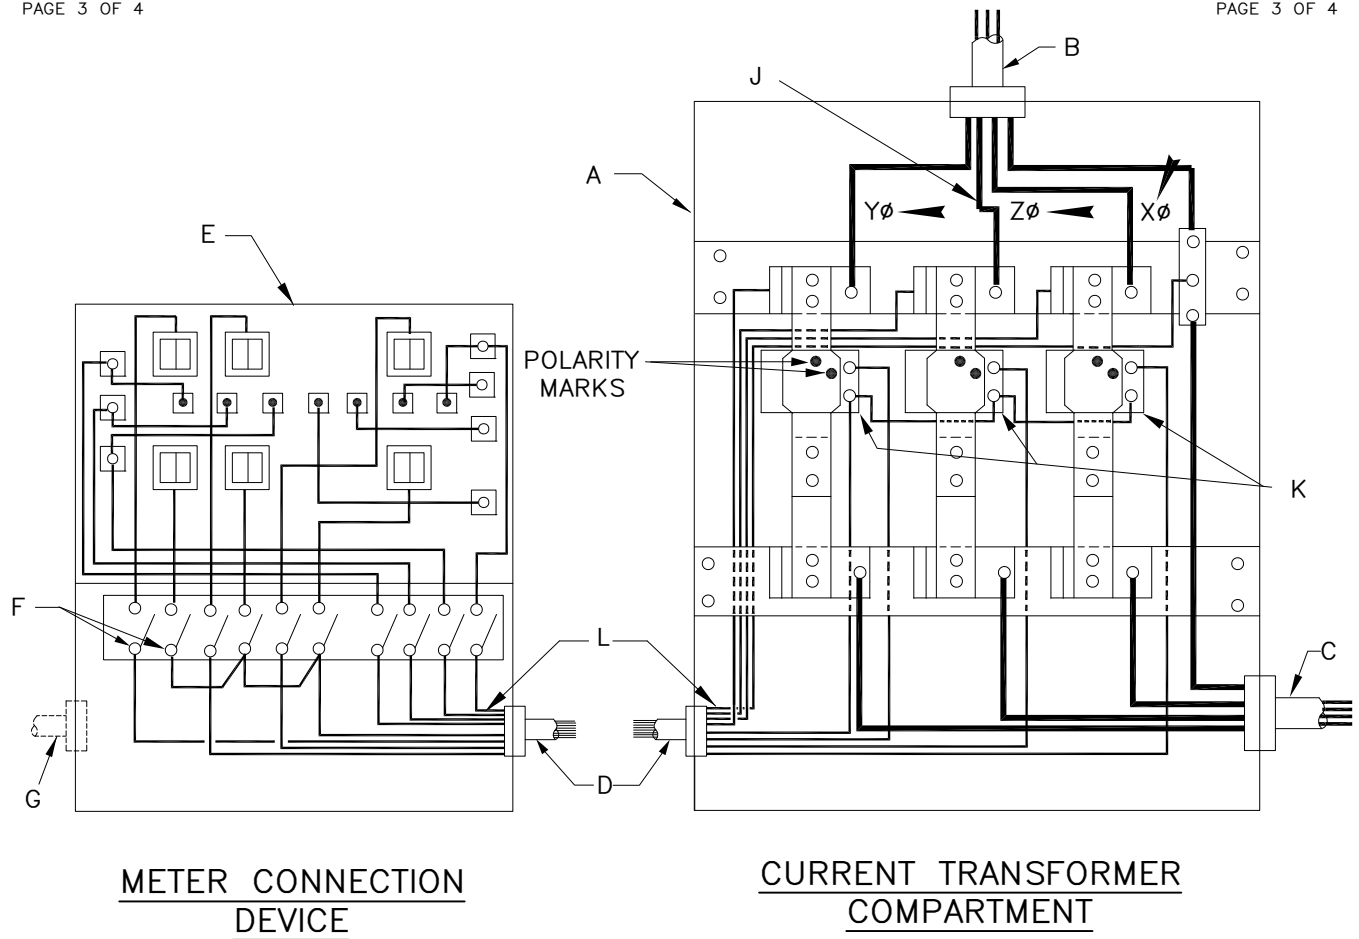 PAGE 3 OF 4
PAGE 3 OF 4
B
J
A
Yø
Zø
Xø
E
POLARITY
MARKS
K
F
L
C
G
D
METER CONNECTION
DEVICE
CURRENT TRANSFORMER
COMPARTMENT